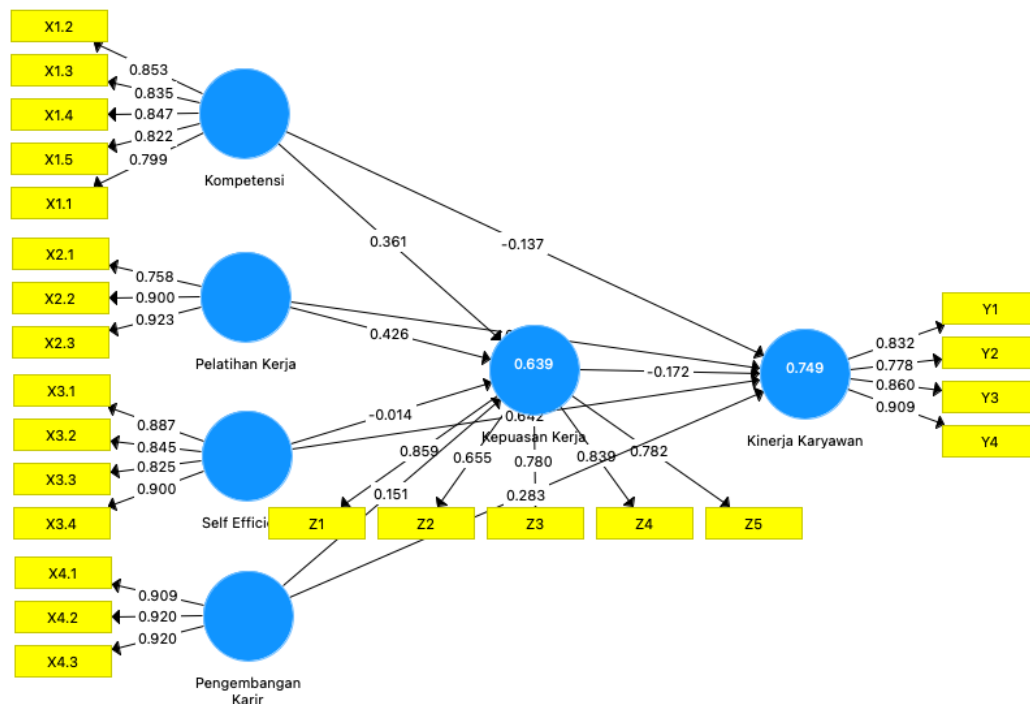 X1.2
X1.3
X1.4
X1.5
X1.1
0.853
0.835
0.847
0.822
0.799
Kompetensi
0.361
-0.137
X2.1
X2.2
X2.3
0.758
0.900
0.923
Pelatihan Kerja
0.426
0.639
Kepuasan Kerja
-0.172
0.749
Kinerja Karyawan
0.832
0.778
0.860
0.909
Y1
Y2
Y3
Y4
X3.1
X3.2
X3.3
X3.4
0.887
0.845
0.825
0.900
Self
-0.014
0.642
0.859
0.655
0.780
0.839
0.782
0.151
0.283
Z1
Z2
Z3
Z4
Z5
X4.1
X4.2
X4.3
0.909
0.920
0.920
Pengembangan
Karir